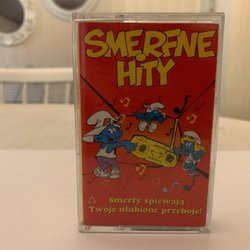 SMERFNE
HITY
Smerfy śpiewają
Twoje ulubione przeboje!